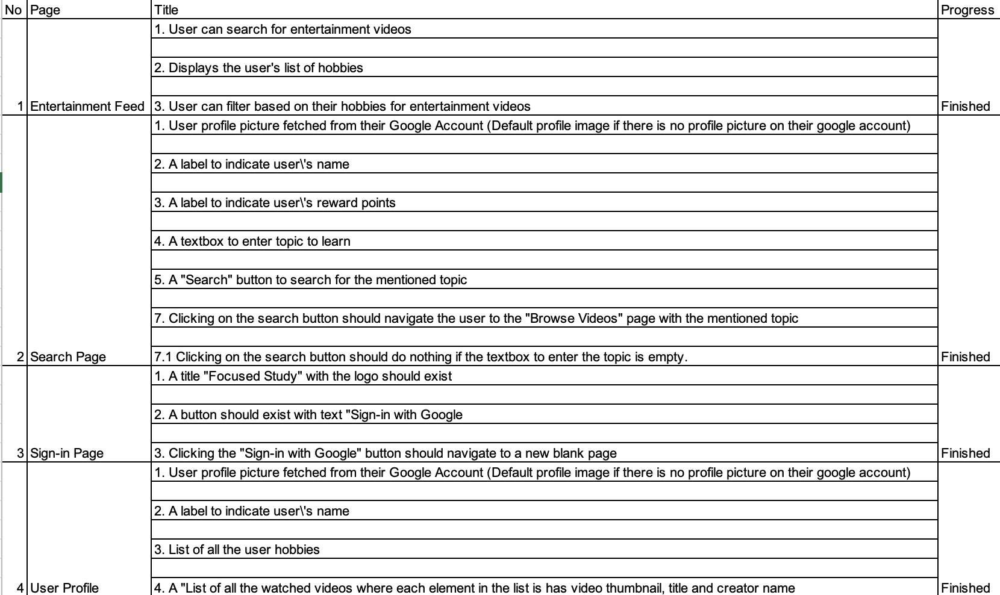 No Page Title Progress
1. User can search for entertainment videos
2. Displays the user's list of hobbies
1 Entertainment Feed 3. User can filter based on their hobbies for entertainment videos Finished
1. User profile picture fetched from their Google Account (Default profile image if there is no profile picture on their google account)
2. A label to indicate user\'s name
3. A label to indicate user\'s reward points
4. A textbox to enter topic to learn
5. A "Search" button to search for the mentioned topic
7. Clicking on the search button should navigate the user to the "Browse Videos" page with the mentioned topic
2 Search Page 7.1 Clicking on the search button should do nothing if the textbox to enter the topic is empty. Finished
1. A title "Focused Study" with the logo should exist
2. A button should exist with text "Sign-in with Google
3 Sign-in Page 3. Clicking the "Sign-in with Google" button should navigate to a new blank page Finished
1. User profile picture fetched from their Google Account (Default profile image if there is no profile picture on their google account)
2. A label to indicate user\'s name
3. List of all the user hobbies
4 User Profile 4. A "List of all the watched videos where each element in the list is has video thumbnail, title and creator name Finished